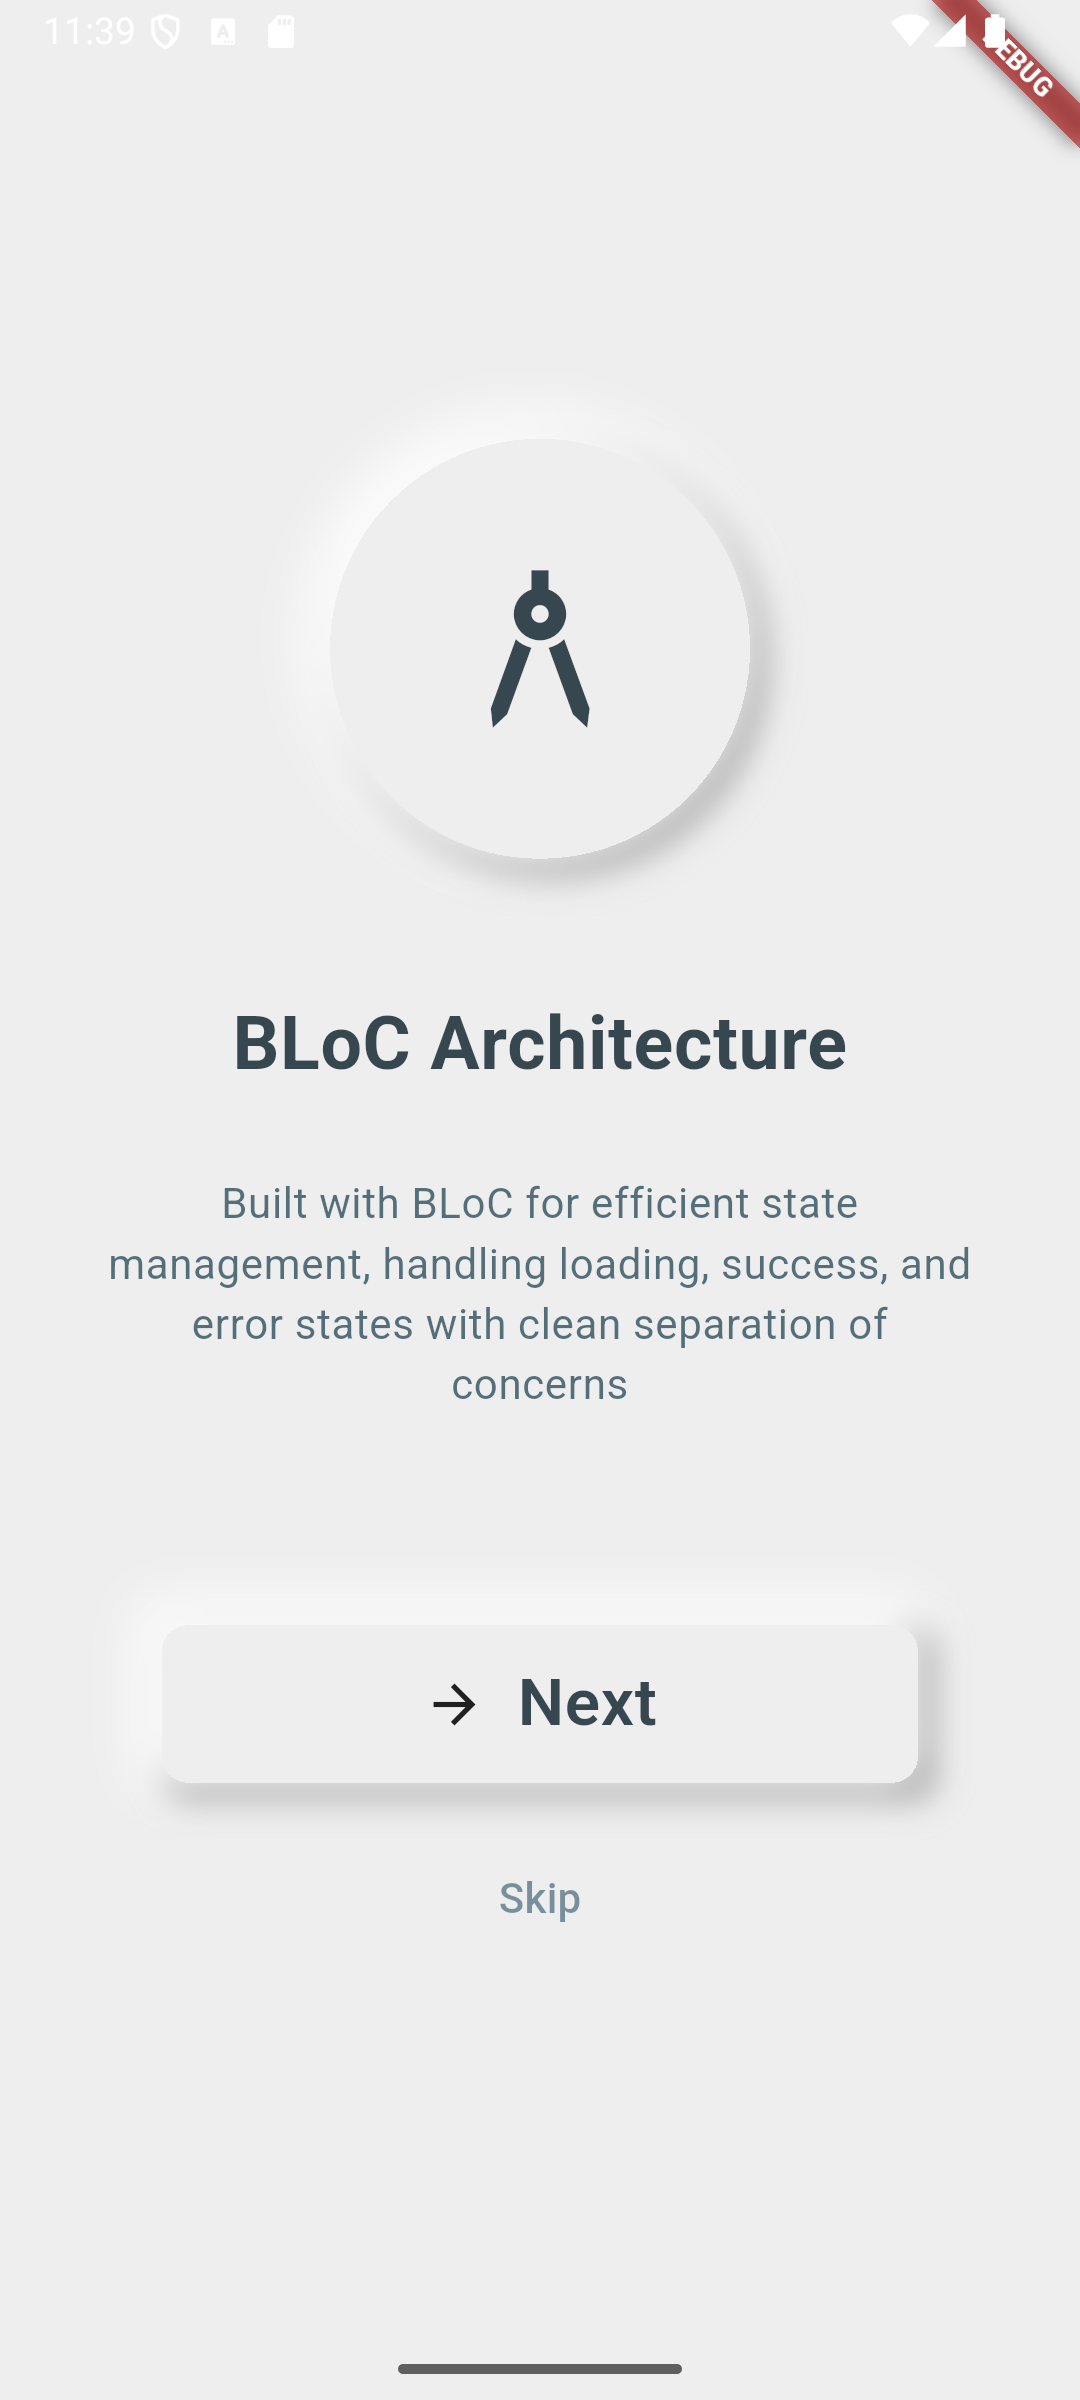 11:39
EBUG
BLoC Architecture
Built with BLoC for efficient state
management, handling loading, success, and
error states with clean separation of
concerns
Next
Skip